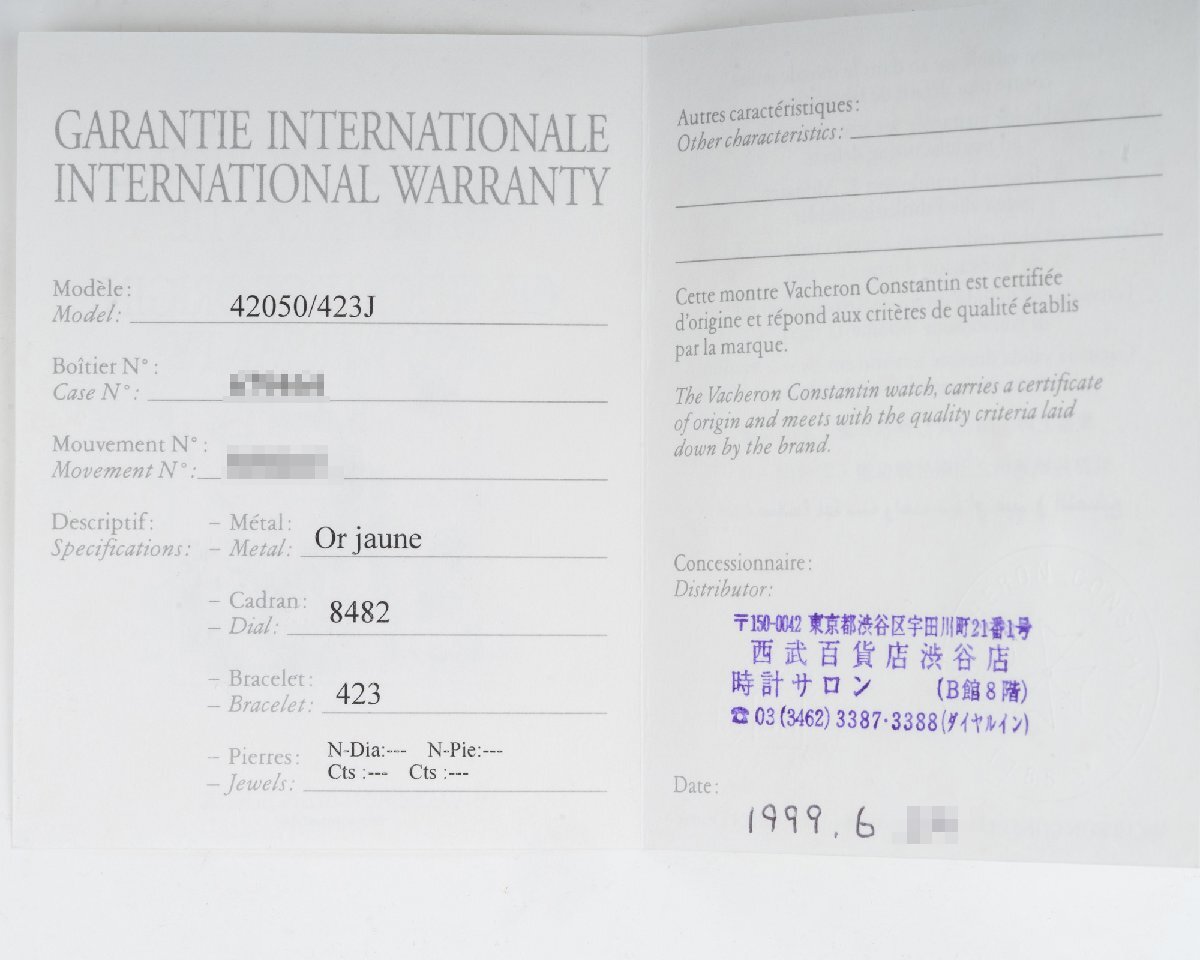 GARANTIE INTERNATIONALE
INTERNATIONAL WARRANTY
Modèle:
Model: 42050/423J
Boîtier N°:
Case N°:
Mouvement N°:
Movement N°:
Descriptif: – Métal:
Specifications: – Metal: Or jaune
– Cadran:
– Dial: 8482
– Bracelet:
– Bracelet: 423
– Pierres: N-Dia:--- N-Pie:---
– Jewels: Cts :--- Cts :---
Autres caractéristiques:
Other characteristics:
Cette montre Vacheron Constantin est certifiée
d'origine et répond aux critères de qualité établis
par la marque.
The Vacheron Constantin watch, carries a certificate
of origin and meets with the quality criteria laid
down by the brand.
Concessionnaire:
Distributor:
〒150-0042 東京都渋谷区宇田川町21番1号
西武百貨店渋谷店
時計サロン (B館8階)
☎03(3462)3387·3388(ダイヤルイン)
Date:
1999.6